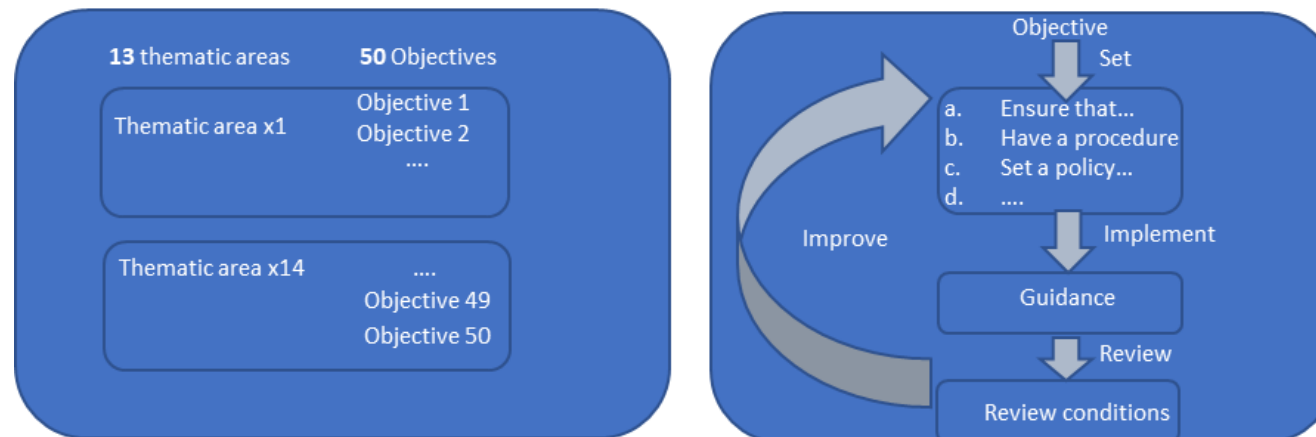 13 thematic areas
50 Objectives
Thematic area x1
Objective 1
Objective 2
....
Thematic area x14
....
Objective 49
Objective 50
Objective
Set
a. Ensure that...
b. Have a procedure
c. Set a policy...
d. ....
Implement
Improve
Guidance
Review
Review conditions